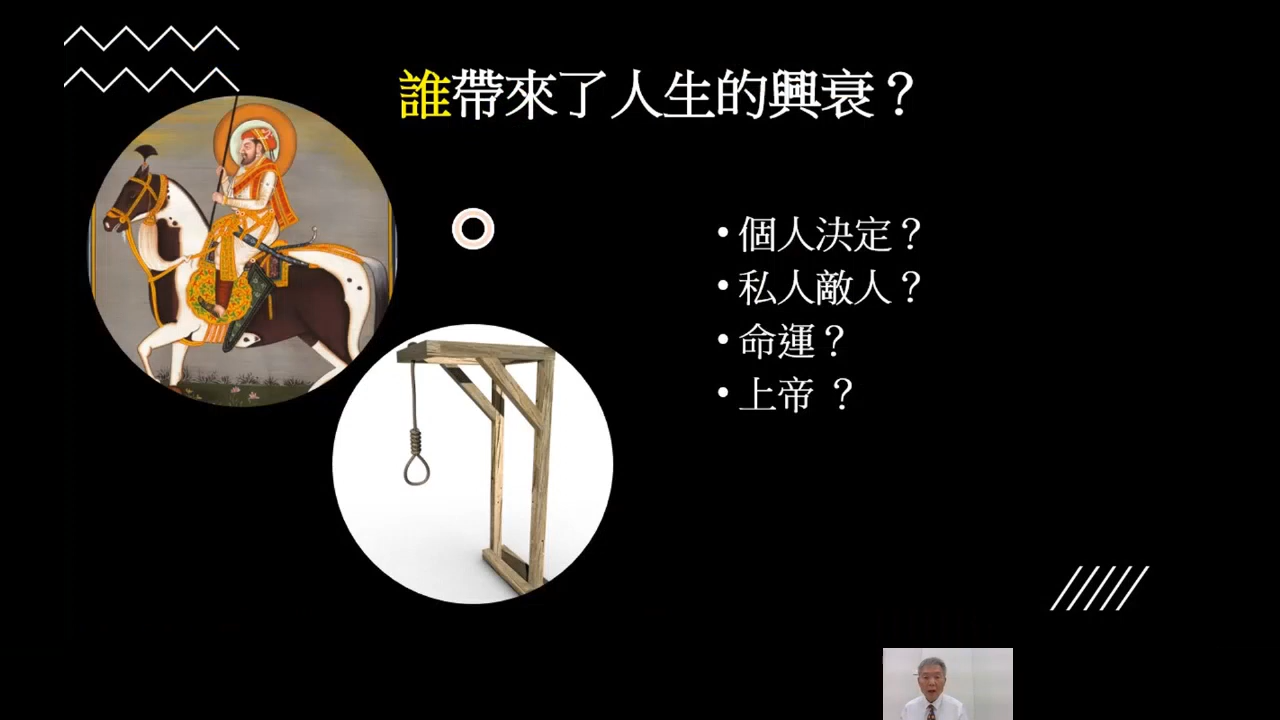 誰帶來了人生的興衰？
• 個人決定？
• 私人敵人？
• 命運？
• 上帝 ？